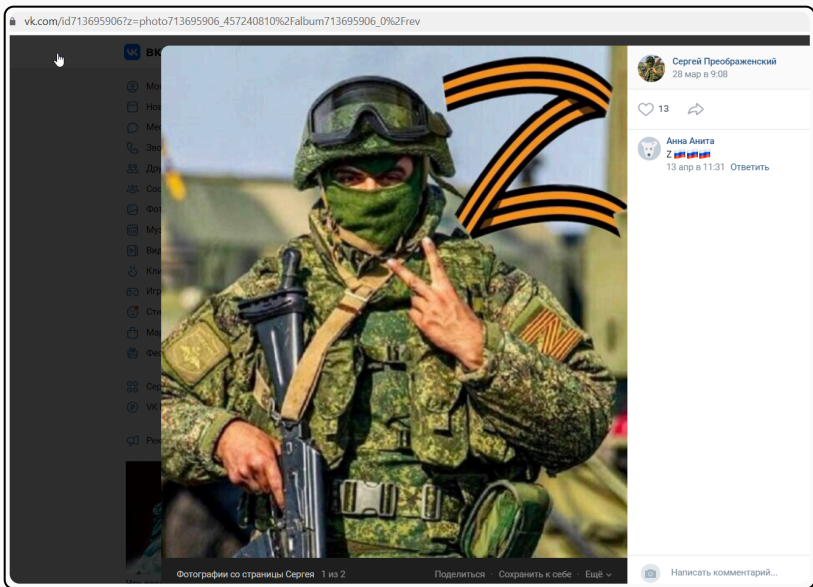 vk.com/id713695906?z=photo713695906_457240810%2Falbum713695906_0%2Frev
Сергей Преображенский
28 мар в 9:08
13
Анна Анита
Z 🇷🇺🇷🇺🇷🇺
13 апр в 11:31 Ответить
Z
Фотографии со страницы Сергея 1 из 2
Поделиться · Сохранить к себе · Ещё
Написать комментарий...